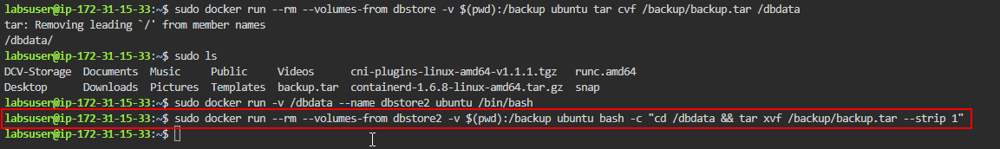 labsuser@ip-172-31-15-33:~$ sudo docker run --rm --volumes-from dbstore -v $(pwd):/backup ubuntu tar cvf /backup/backup.tar /dbdata
tar: Removing leading `/' from member names
/dbdata/
labsuser@ip-172-31-15-33:~$ sudo ls
DCV-Storage  Documents  Music     Public     Videos      cni-plugins-linux-amd64-v1.1.1.tgz   runc.amd64
Desktop      Downloads  Pictures  Templates  backup.tar  containerd-1.6.8-linux-amd64.tar.gz  snap
labsuser@ip-172-31-15-33:~$ sudo docker run -v /dbdata --name dbstore2 ubuntu /bin/bash
labsuser@ip-172-31-15-33:~$ sudo docker run --rm --volumes-from dbstore2 -v $(pwd):/backup ubuntu bash -c "cd /dbdata && tar xvf /backup/backup.tar --strip 1"
labsuser@ip-172-31-15-33:~$